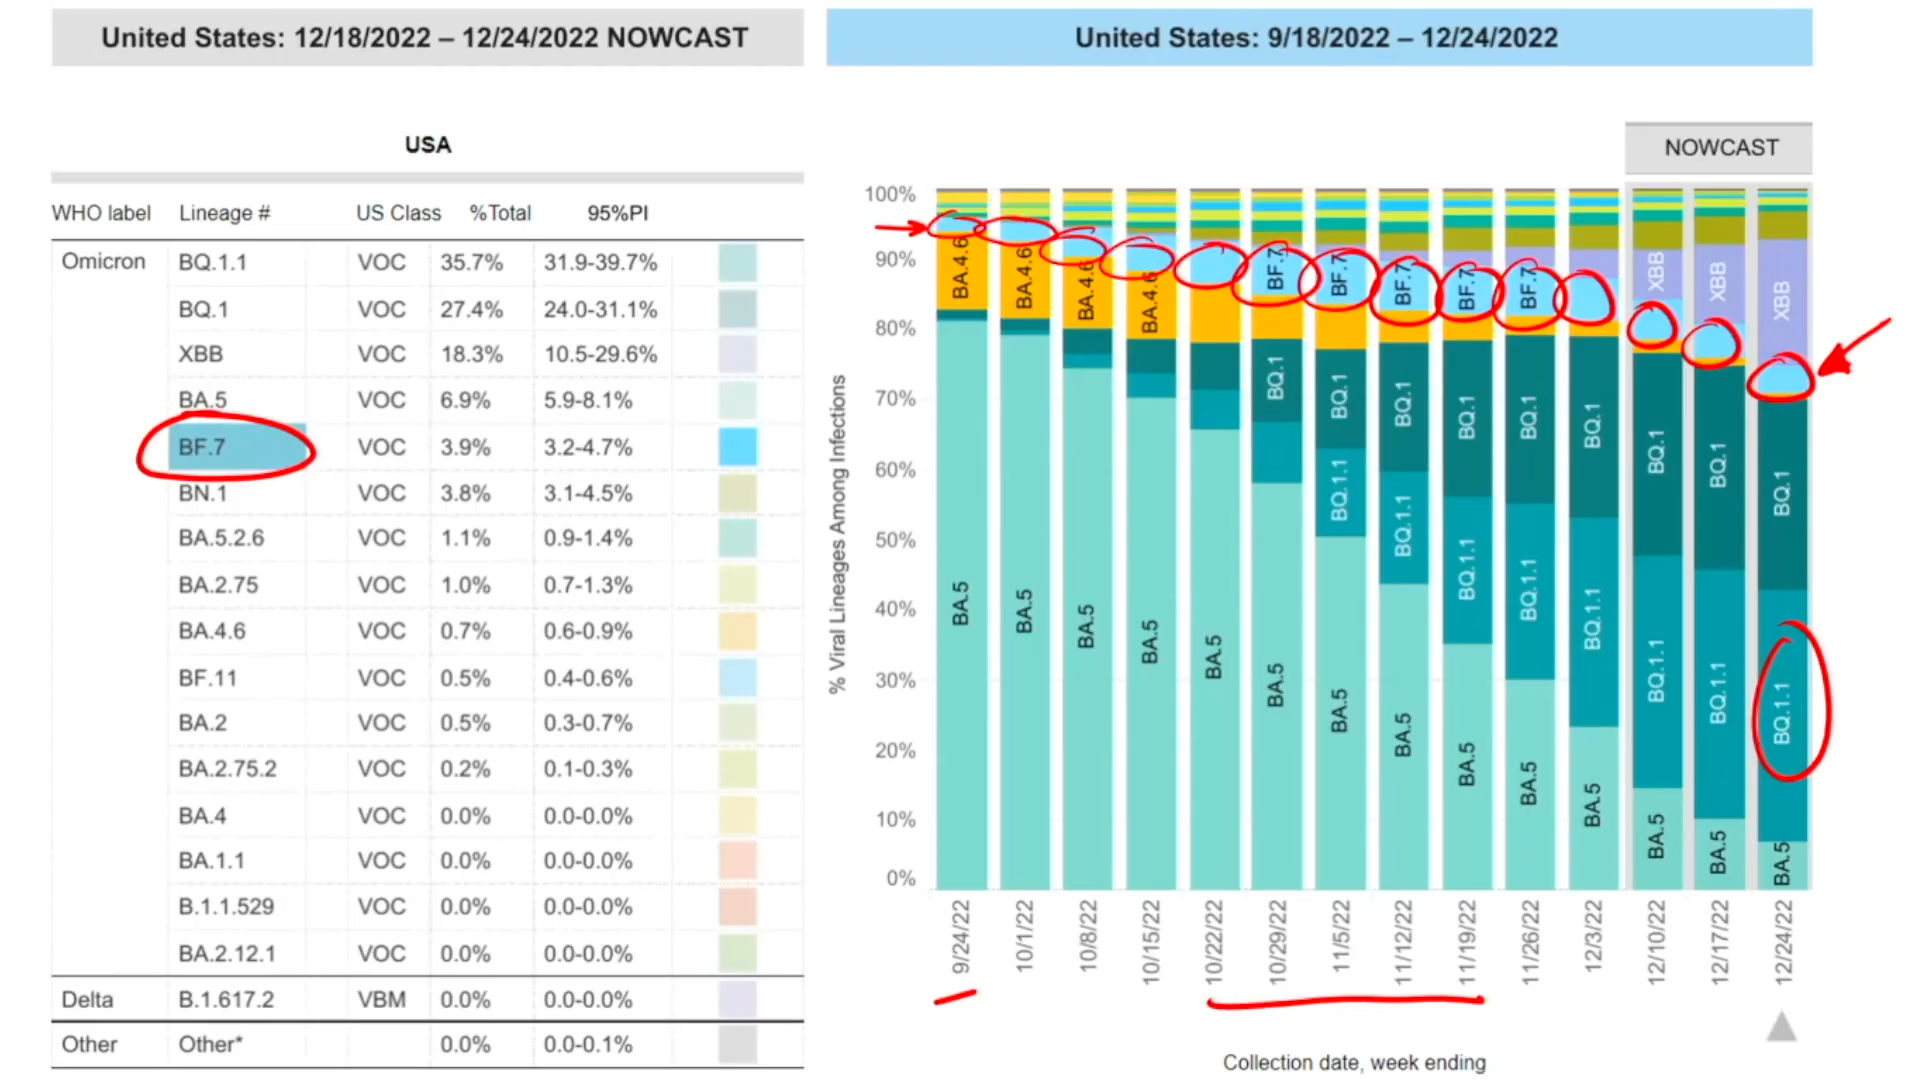 United States: 12/18/2022 – 12/24/2022 NOWCAST
United States: 9/18/2022 – 12/24/2022
USA
WHO label Lineage # US Class %Total 95%PI
Omicron BQ.1.1 VOC 35.7% 31.9-39.7%
BQ.1 VOC 27.4% 24.0-31.1%
XBB VOC 18.3% 10.5-29.6%
BA.5 VOC 6.9% 5.9-8.1%
BF.7 VOC 3.9% 3.2-4.7%
BN.1 VOC 3.8% 3.1-4.5%
BA.5.2.6 VOC 1.1% 0.9-1.4%
BA.2.75 VOC 1.0% 0.7-1.3%
BA.4.6 VOC 0.7% 0.6-0.9%
BF.11 VOC 0.5% 0.4-0.6%
BA.2 VOC 0.5% 0.3-0.7%
BA.2.75.2 VOC 0.2% 0.1-0.3%
BA.4 VOC 0.0% 0.0-0.0%
BA.1.1 VOC 0.0% 0.0-0.0%
B.1.1.529 VOC 0.0% 0.0-0.0%
BA.2.12.1 VOC 0.0% 0.0-0.0%
Delta B.1.617.2 VBM 0.0% 0.0-0.0%
Other Other* 0.0% 0.0-0.1%
NOWCAST
% Viral Lineages Among Infections
100%
90%
80%
70%
60%
50%
40%
30%
20%
10%
0%
BA.4.6
BA.5
BA.4.6
BA.5
BA.4.6
BA.5
BA.4.6
BA.5
BA.5
BF.7
BQ.1
BA.5
BF.7
BQ.1
BQ.1.1
BA.5
BF.7
BQ.1
BQ.1.1
BA.5
BF.7
BQ.1
BQ.1.1
BA.5
BF.7
BQ.1
BQ.1.1
BA.5
BQ.1
BQ.1.1
BA.5
XBB
BQ.1
BQ.1.1
BA.5
XBB
BQ.1
BQ.1.1
BA.5
XBB
BQ.1
BQ.1.1
BA.5
9/24/22
10/1/22
10/8/22
10/15/22
10/22/22
10/29/22
11/5/22
11/12/22
11/19/22
11/26/22
12/3/22
12/10/22
12/17/22
12/24/22
Collection date, week ending